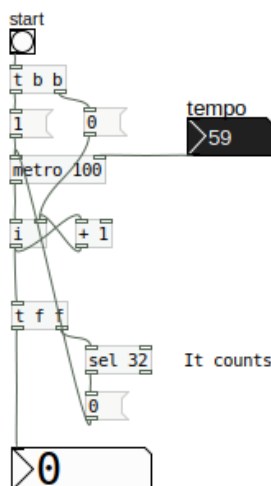 start
t b b
1
0
tempo
59
metro 100
i
+ 1
t f f
sel 32
It counts
0
0